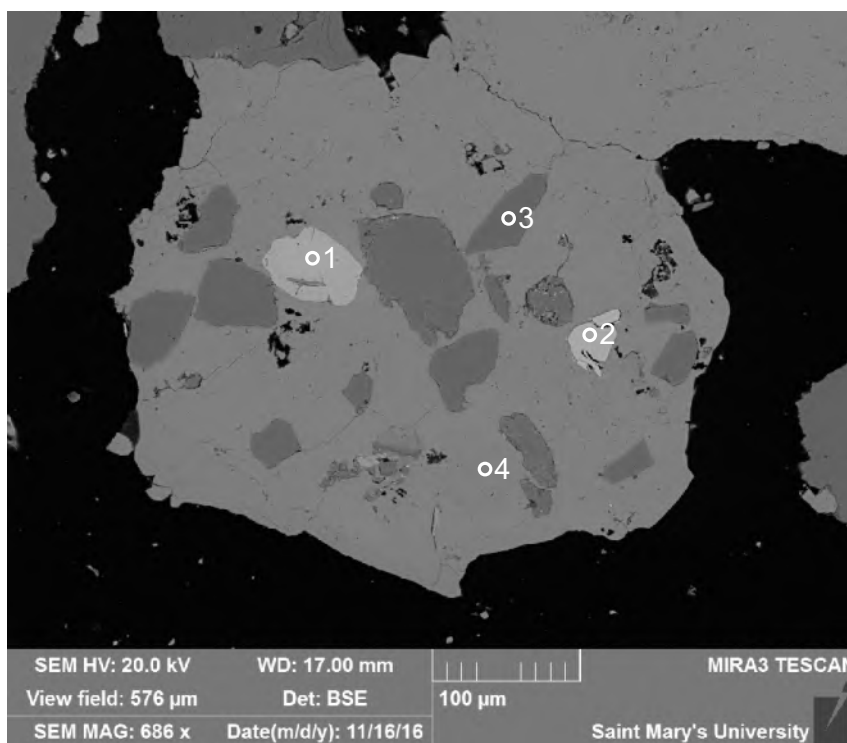 3
1
2
4
SEM HV: 20.0 kV
WD: 17.00 mm
MIRA3 TESCAN
View field: 576 µm
Det: BSE
100 µm
SEM MAG: 686 x
Date(m/d/y): 11/16/16
Saint Mary's University